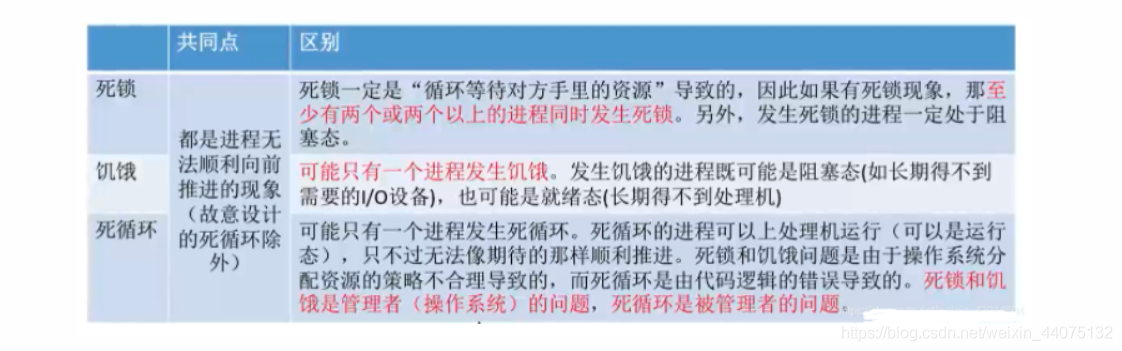 共同点
区别
死锁
死锁一定是“循环等待对方手里的资源”导致的，因此如果有死锁现象，那至
少有两个或两个以上的进程同时发生死锁。另外，发生死锁的进程一定处于阻
塞态。
都是进程无
法顺利向前
推进的现象
（故意设计
的死循环除
外）
饥饿
可能只有一个进程发生饥饿。发生饥饿的进程既可能是阻塞态(如长期得不到
需要的I/O设备)，也可能是就绪态(长期得不到处理机)
死循环
可能只有一个进程发生死循环。死循环的进程可以上处理机运行（可以是运行
态），只不过无法像期待的那样顺利推进。死锁和饥饿问题是由于操作系统分
配资源的策略不合理导致的，而死循环是由代码逻辑的错误导致的。死锁和饥
饿是管理者（操作系统）的问题，死循环是被管理者的问题。
https://blog.csdn.net/weixin_44075132